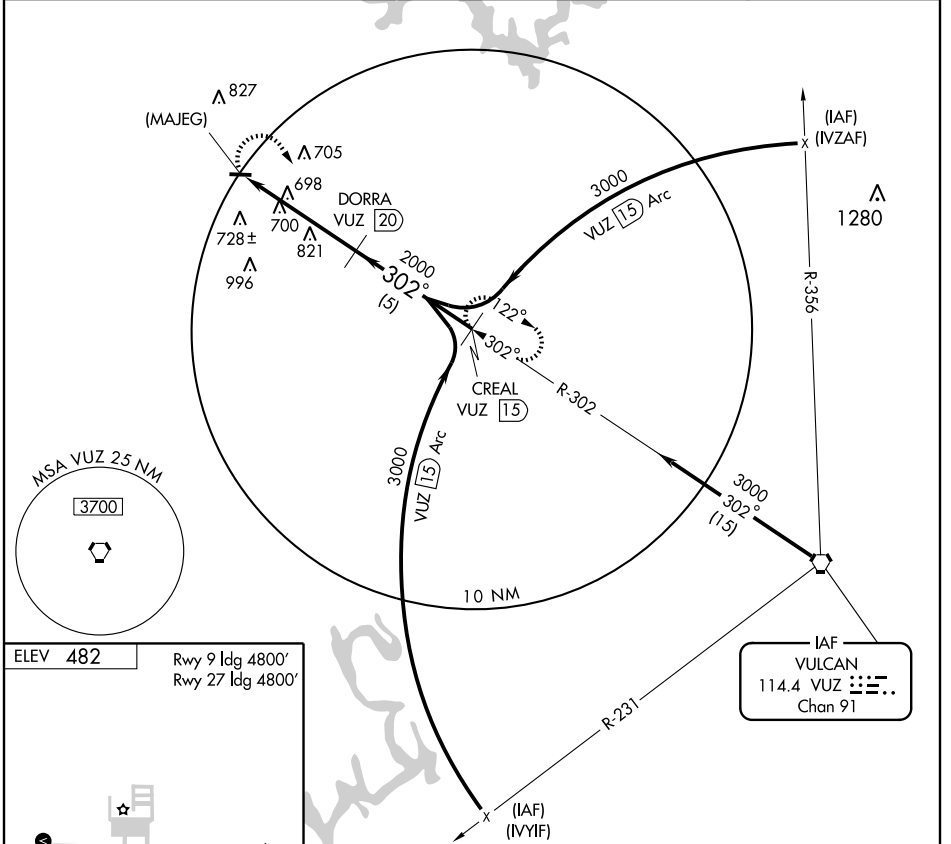 827
(MAJEG)
705
698
700
728 ±
821
996
DORRA
VUZ 20
2000
302°
(5)
3000
VUZ 15 Arc
(IAF)
(IVZAF)
1280
R-356
122°
302°
CREAL
VUZ 15
R-302
3000
VUZ 15 Arc
3000
302°
(15)
10 NM
MSA VUZ 25 NM
3700
IAF
VULCAN
114.4 VUZ
Chan 91
R-231
(IAF)
(IVYIF)
ELEV 482
Rwy 9 ldg 4800'
Rwy 27 ldg 4800'
V